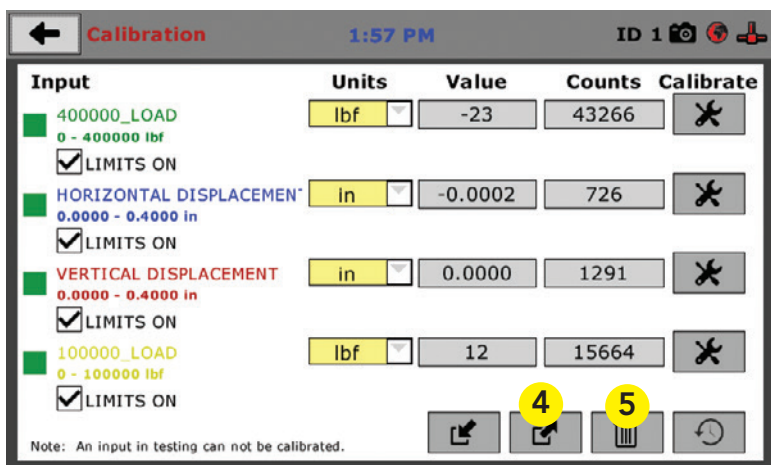 Calibration 1:57 PM ID 1
Input Units Value Counts Calibrate
400000_LOAD lbf -23 43266
0 - 400000 lbf
LIMITS ON
HORIZONTAL DISPLACEMEN in -0.0002 726
0.0000 - 0.4000 in
LIMITS ON
VERTICAL DISPLACEMENT in 0.0000 1291
0.0000 - 0.4000 in
LIMITS ON
100000_LOAD lbf 12 15664
0 - 100000 lbf
LIMITS ON
4 5
Note: An input in testing can not be calibrated.